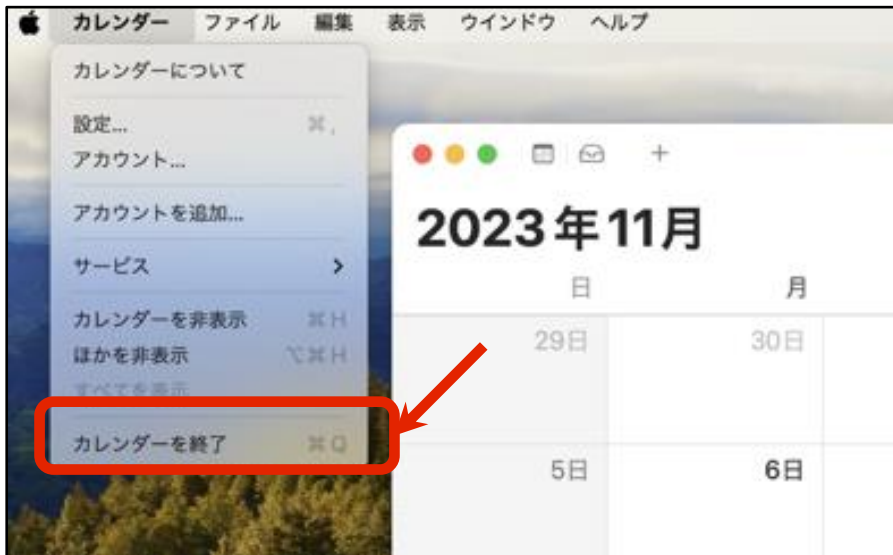 カレンダー ファイル 編集 表示 ウインドウ ヘルプ
カレンダーについて
設定... ⌘ ,
アカウント...
アカウントを追加...
サービス >
カレンダーを非表示 ⌘ H
ほかを非表示 ⌥ ⌘ H
すべてを表示
カレンダーを終了 ⌘ Q
2023年11月
日 月
29日 30日
5日 6日